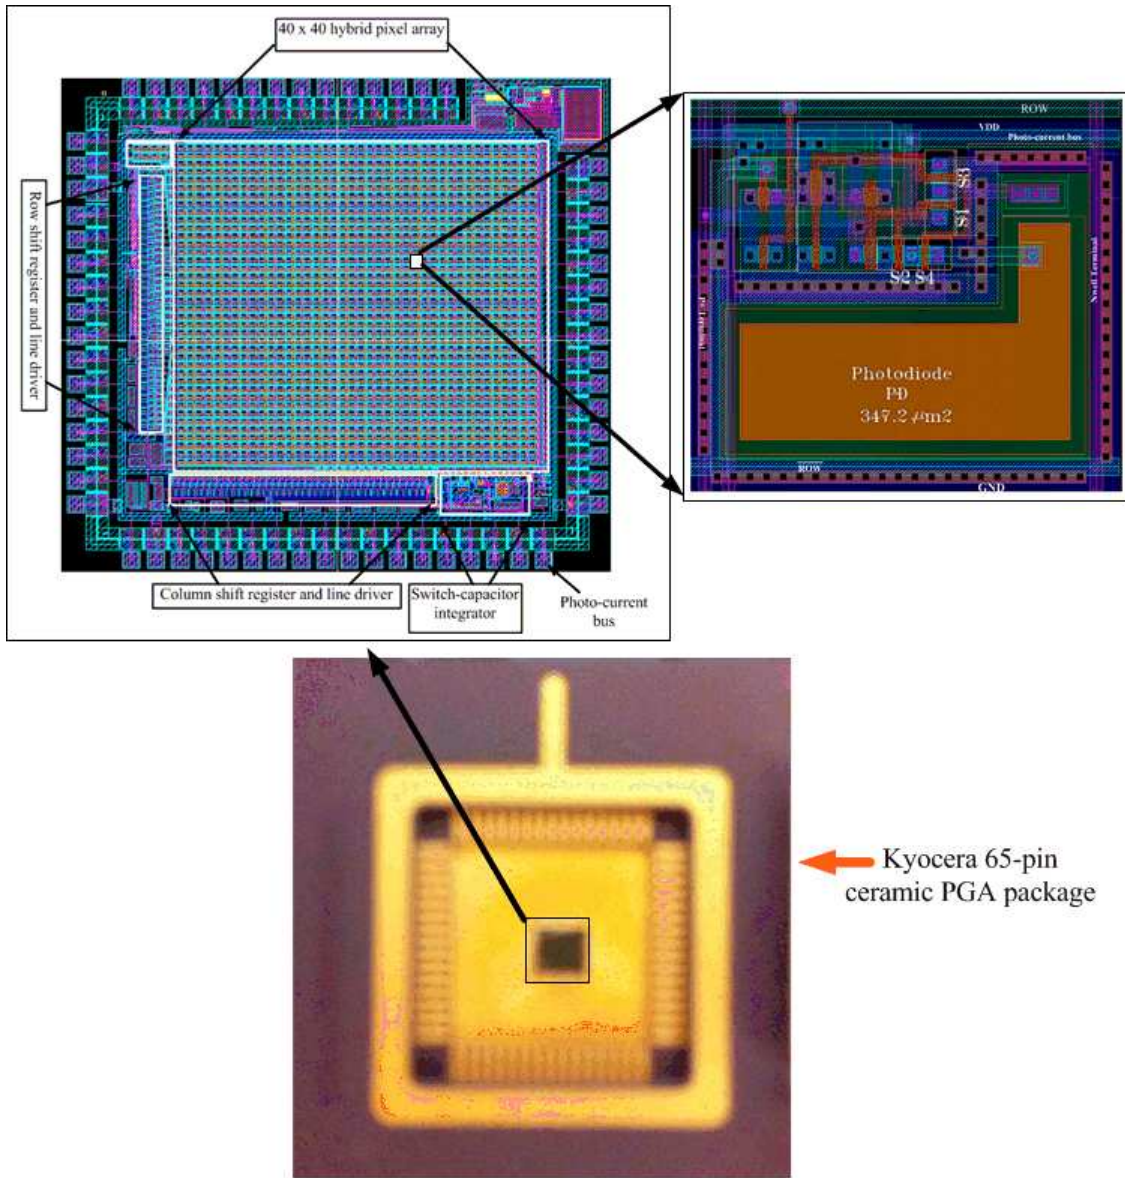 40 x 40 hybrid pixel array
Row shift register
and line driver
Column shift register and line driver
Switch-capacitor
integrator
Photo-current
bus
ROW
VDD
Photo-current bus
S3
S1
S2 S4
Nwell Terminal
Photodiode
PD
347.2 μm2
ROW
GND
Kyocera 65-pin
ceramic PGA package